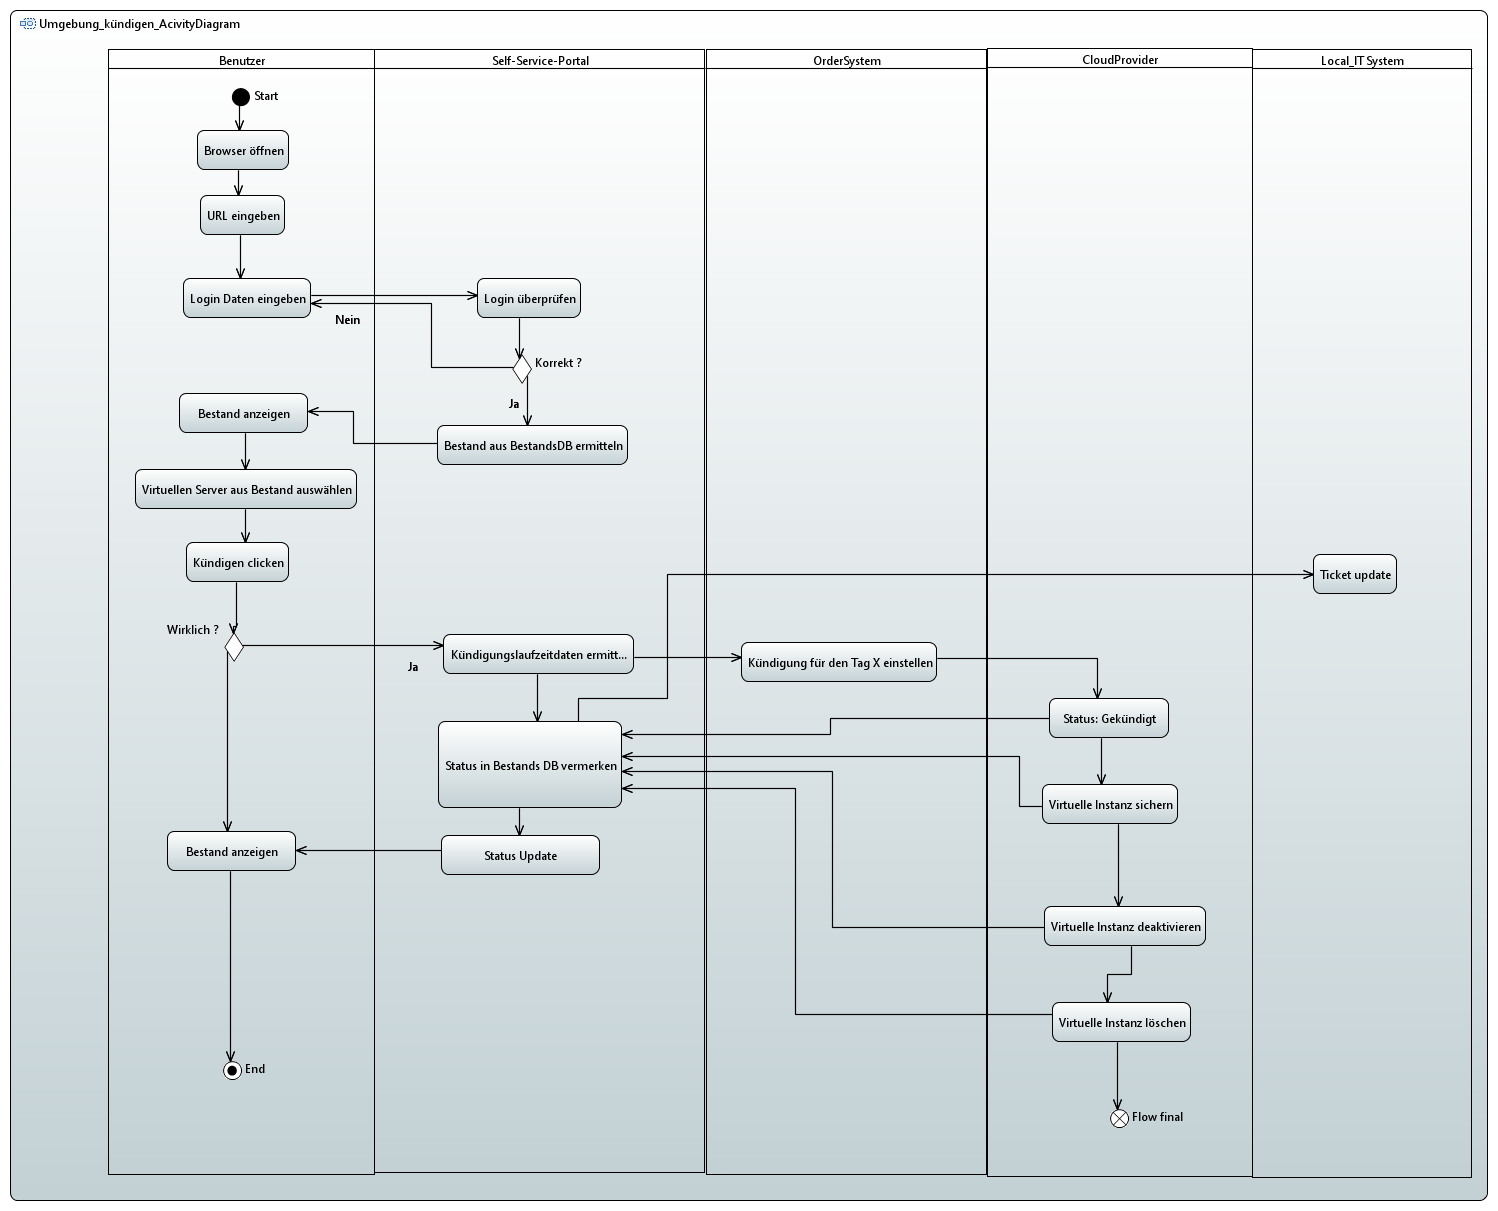 Umgebung_kündigen_AcivityDiagram
Benutzer
Self-Service-Portal
OrderSystem
CloudProvider
Local_IT System
Start
Browser öffnen
URL eingeben
Login Daten eingeben
Login überprüfen
Nein
Korrekt ?
Ja
Bestand anzeigen
Bestand aus BestandsDB ermitteln
Virtuellen Server aus Bestand auswählen
Kündigen clicken
Ticket update
Wirklich ?
Ja
Kündigungslaufzeitdaten ermitt...
Kündigung für den Tag X einstellen
Status: Gekündigt
Status in Bestands DB vermerken
Virtuelle Instanz sichern
Bestand anzeigen
Status Update
Virtuelle Instanz deaktivieren
Virtuelle Instanz löschen
End
Flow final